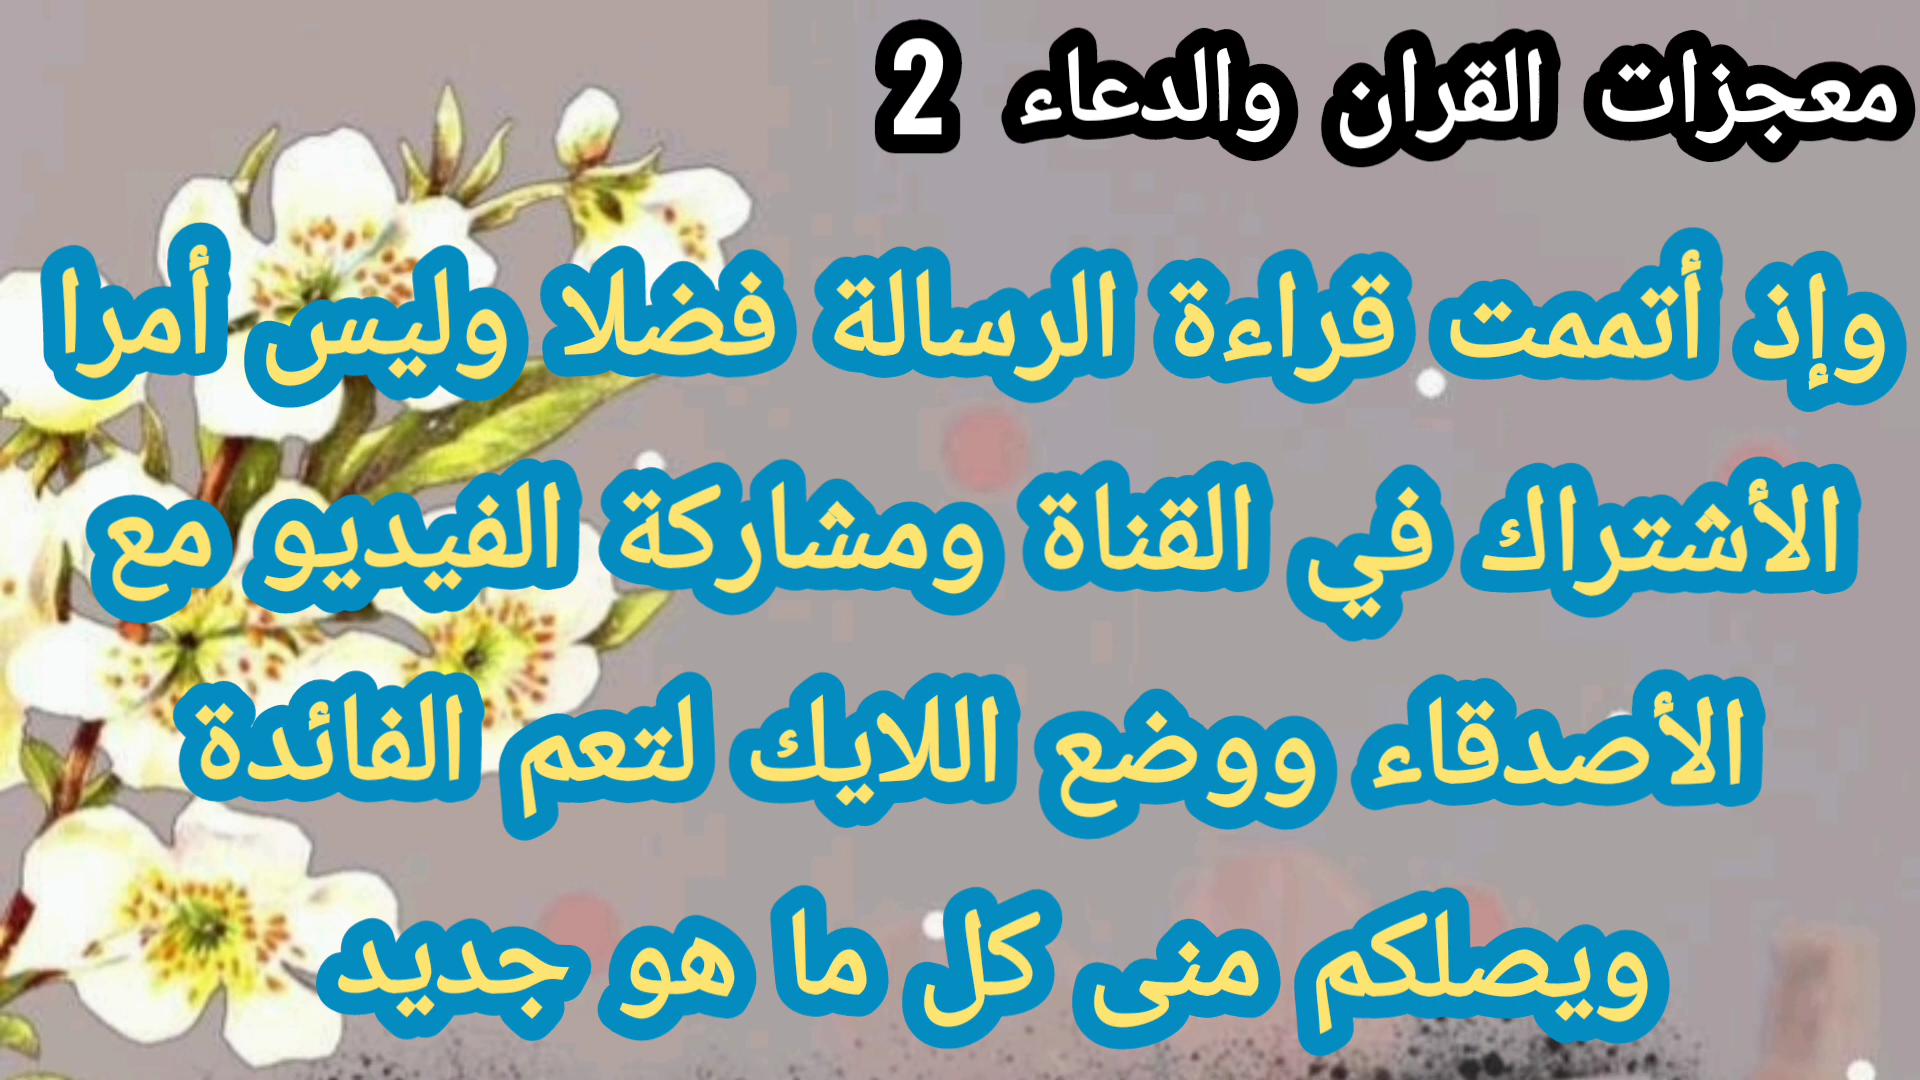 معجزات القران والدعاء 2
وإذ أتممت قراءة الرسالة فضلا وليس أمرا
الأشتراك في القناة ومشاركة الفيديو مع
الأصدقاء ووضع اللايك لتعم الفائدة
ويصلكم منى كل ما هو جديد